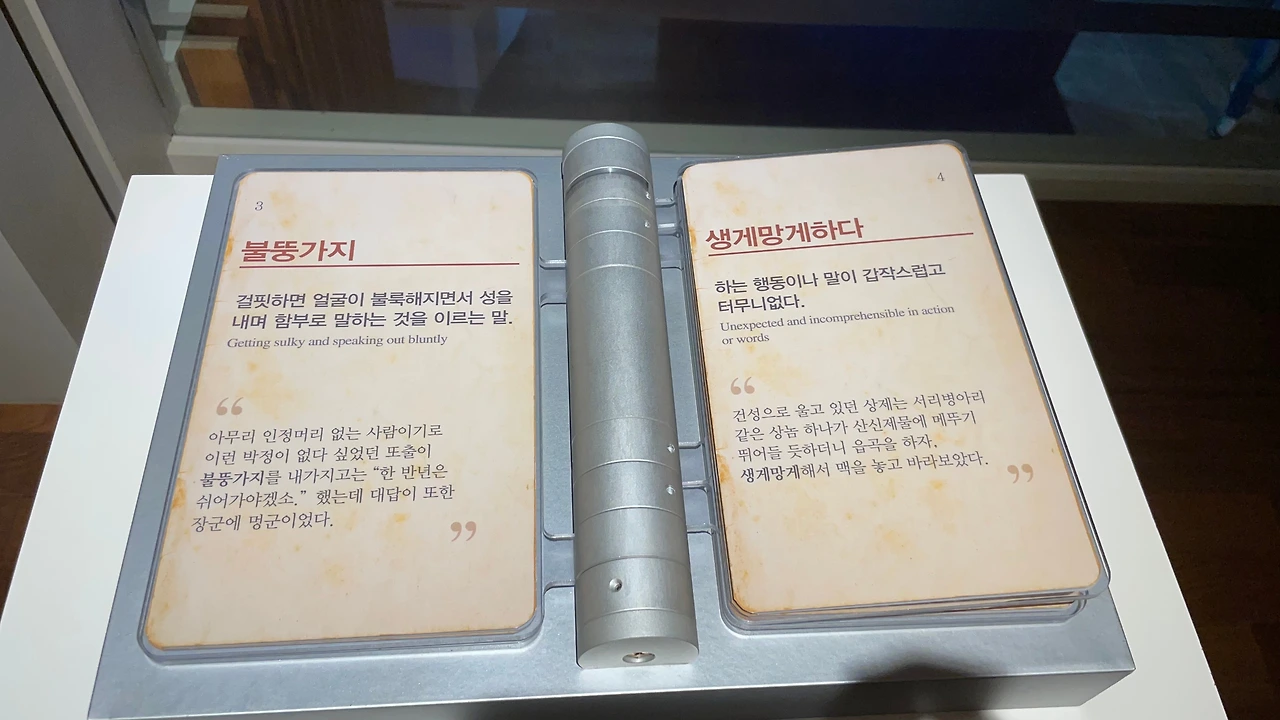 3
불뚱가지
걸핏하면 얼굴이 불룩해지면서 성을
내며 함부로 말하는 것을 이르는 말.
Getting sulky and speaking out bluntly
“
아무리 인정머리 없는 사람이기로
이런 박정이 없다 싶었던 또출이
불뚱가지를 내가지고는 “한 반년은
쉬어가야겠소.” 했는데 대답이 또한
장군에 멍군이었다.
”
4
생게망게하다
하는 행동이나 말이 갑작스럽고
터무니없다.
Unexpected and incomprehensible in action
or words
“
건성으로 울고 있던 상제는 서리병아리
같은 상놈 하나가 산신제물에 메뚜기
뛰어들 듯하더니 읍곡을 하자,
생게망게해서 맥을 놓고 바라보았다.
”